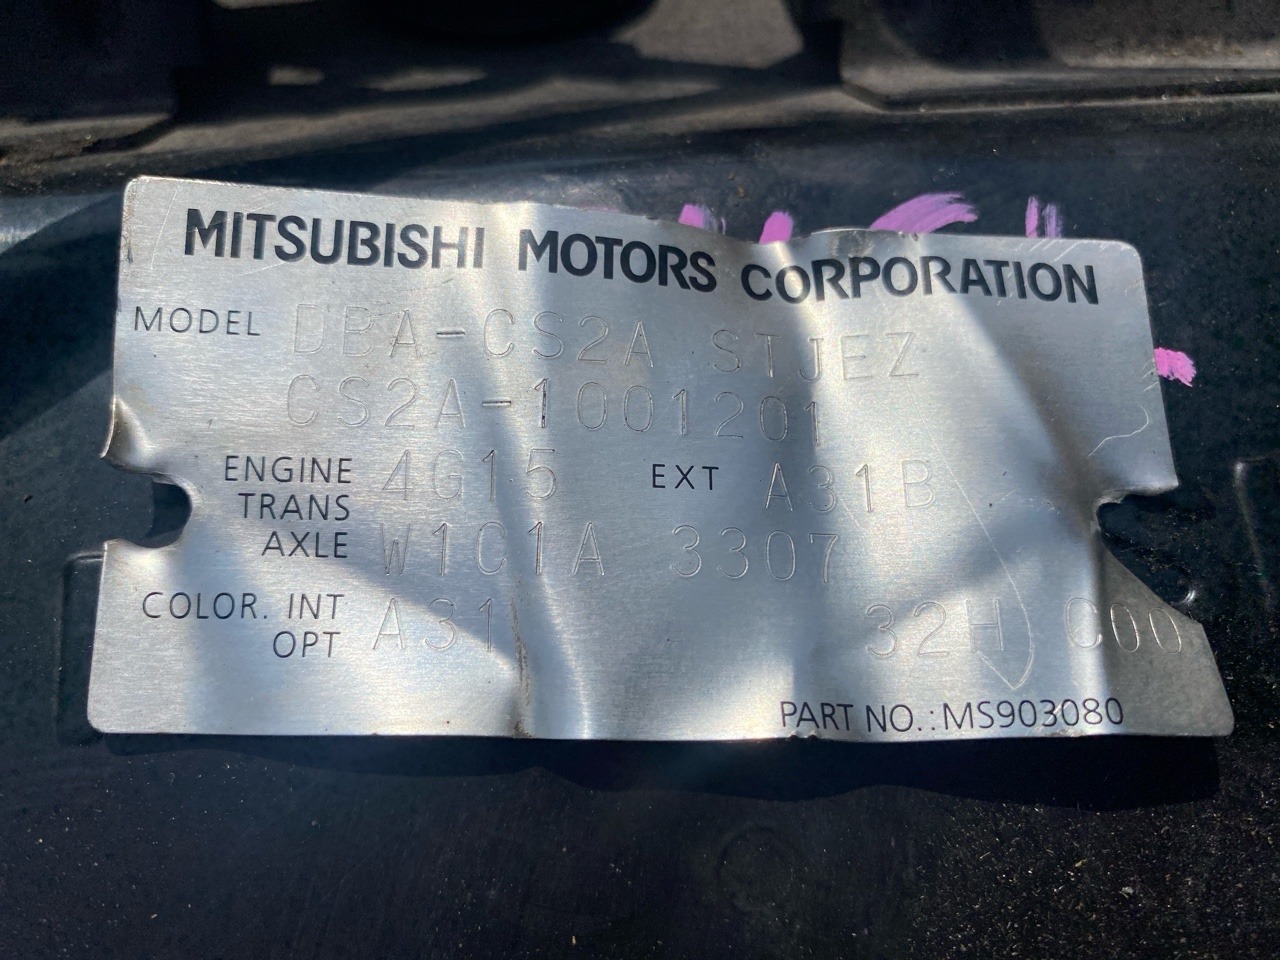 MITSUBISHI MOTORS CORPORATION
MODEL DBA-CS2A STJEZ
CS2A-1001201
ENGINE 4G15 EXT A31B
TRANS
AXLE W1C1A 3307
COLOR. INT
OPT A31 32H C00
PART NO.: MS903080